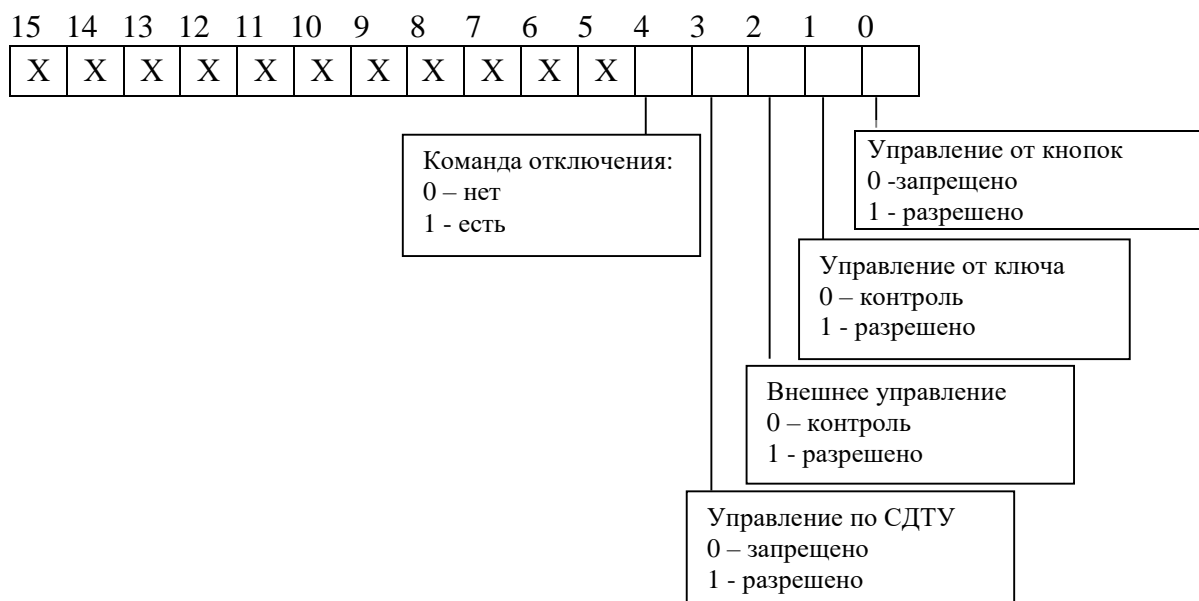 15 14 13 12 11 10 9 8 7 6 5 4 3 2 1 0
X X X X X X X X X X X
Команда отключения:
0 – нет
1 - есть
Управление от кнопок
0 -запрещено
1 - разрешено
Управление от ключа
0 – контроль
1 - разрешено
Внешнее управление
0 – контроль
1 - разрешено
Управление по СДТУ
0 – запрещено
1 - разрешено